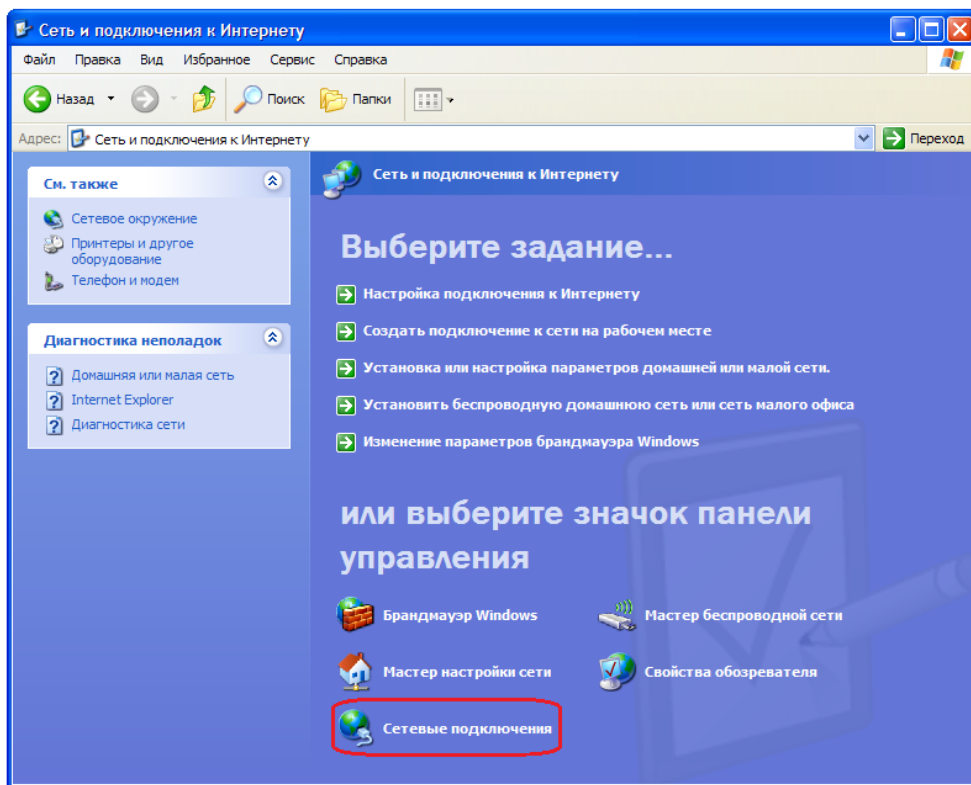 Сеть и подключения к Интернету
Файл Правка Вид Избранное Сервис Справка
Назад Поиск Папки
Адрес: Сеть и подключения к Интернету Переход
См. также
Сетевое окружение
Принтеры и другое
оборудование
Телефон и модем
Диагностика неполадок
Домашняя или малая сеть
Internet Explorer
Диагностика сети
Сеть и подключения к Интернету
Выберите задание...
Настройка подключения к Интернету
Создать подключение к сети на рабочем месте
Установка или настройка параметров домашней или малой сети.
Установить беспроводную домашнюю сеть или сеть малого офиса
Изменение параметров брандмауэра Windows
или выберите значок панели
управления
Брандмауэр Windows Мастер беспроводной сети
Мастер настройки сети Свойства обозревателя
Сетевые подключения